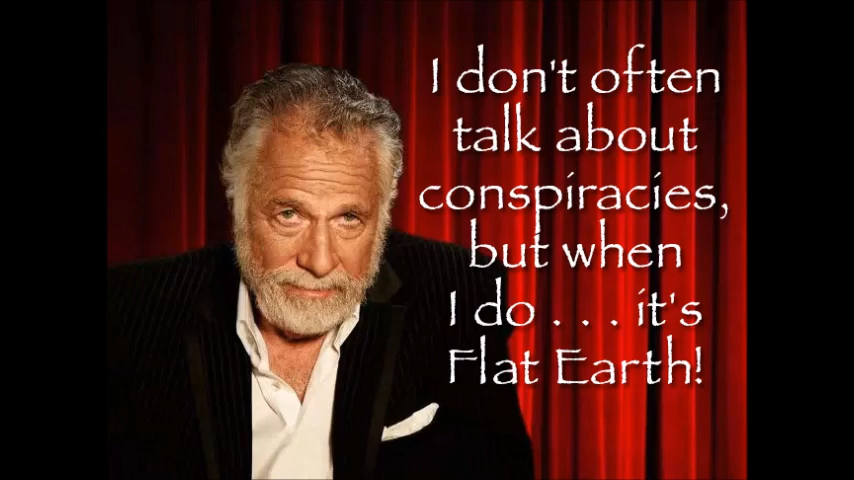 I don't often
talk about
conspiracies,
but when
I do . . . it's
Flat Earth!